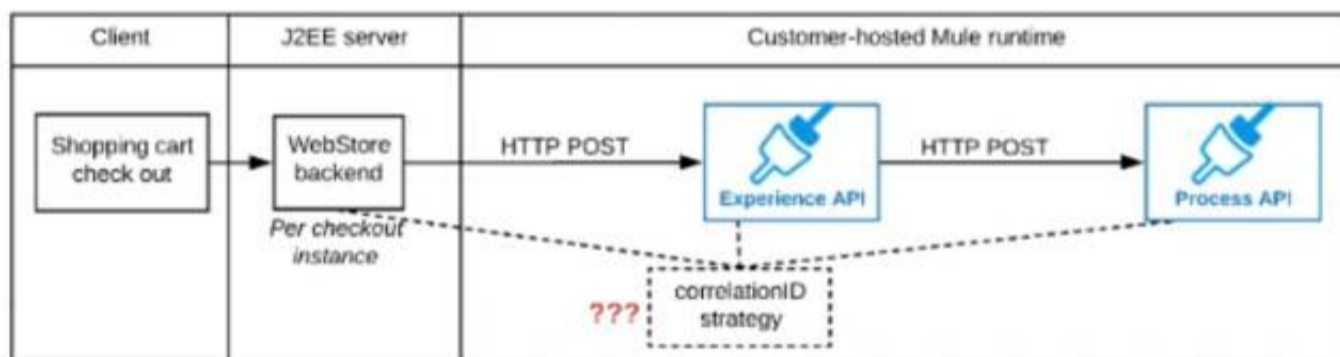 Client
J2EE server
Customer-hosted Mule runtime
Shopping cart
check out
WebStore
backend
HTTP POST
Experience API
HTTP POST
Process API
Per checkout
instance
???
correlationID
strategy